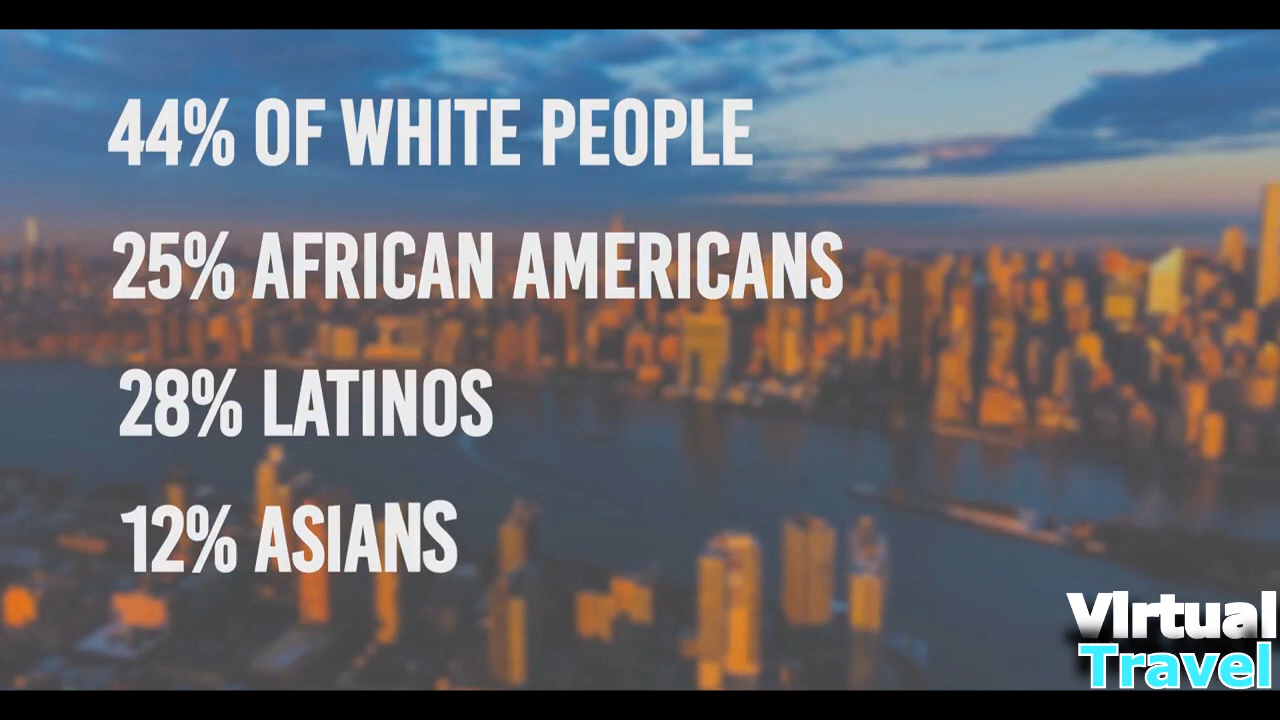 44% OF WHITE PEOPLE
25% AFRICAN AMERICANS
28% LATINOS
12% ASIANS
Virtual
Travel